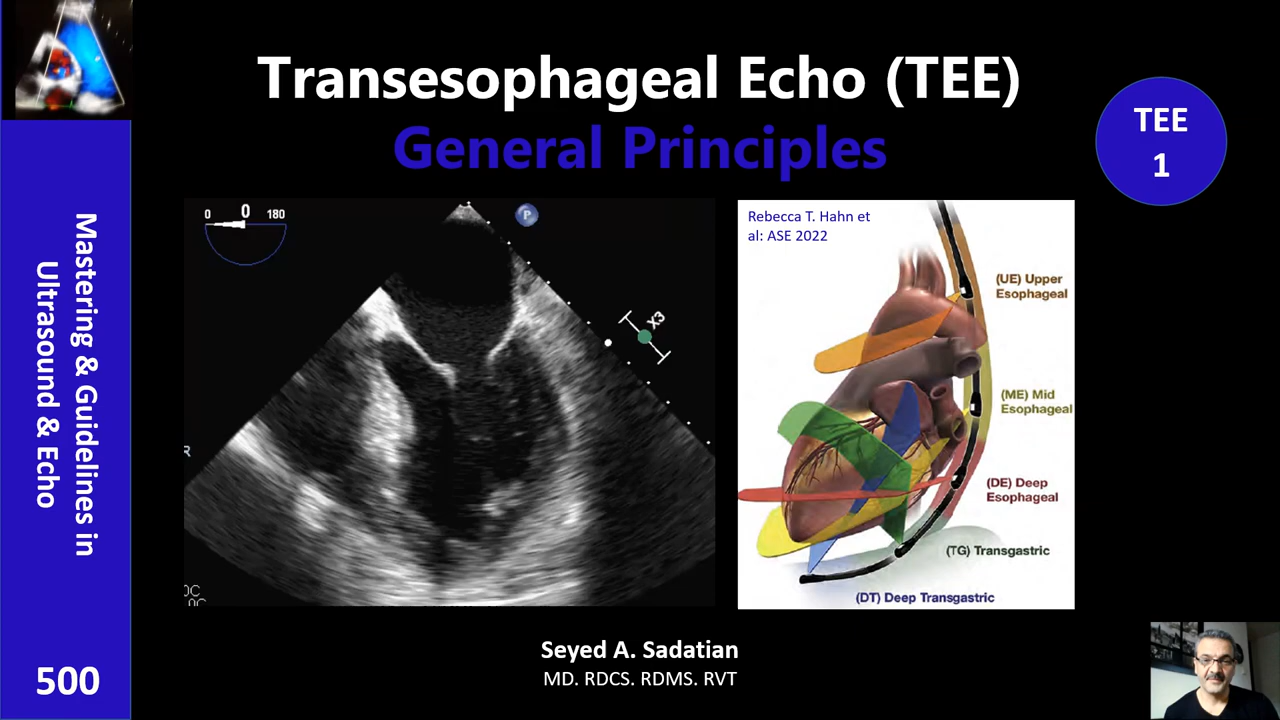 Transesophageal Echo (TEE)
General Principles
TEE
1
Mastering & Guidelines in
Ultrasound & Echo
500
0
0
180
P
X3
R
Rebecca T. Hahn et
al: ASE 2022
(UE) Upper
Esophageal
(ME) Mid
Esophageal
(DE) Deep
Esophageal
(TG) Transgastric
(DT) Deep Transgastric
Seyed A. Sadatian
MD. RDCS. RDMS. RVT